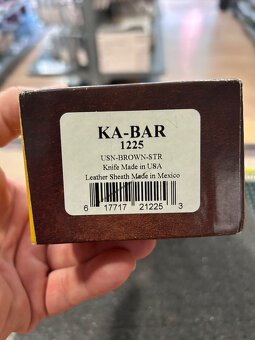 KA-BAR
1225
USN-BROWN-STR
Knife Made in USA
Leather Sheath Made in Mexico
6 17717 21225 3